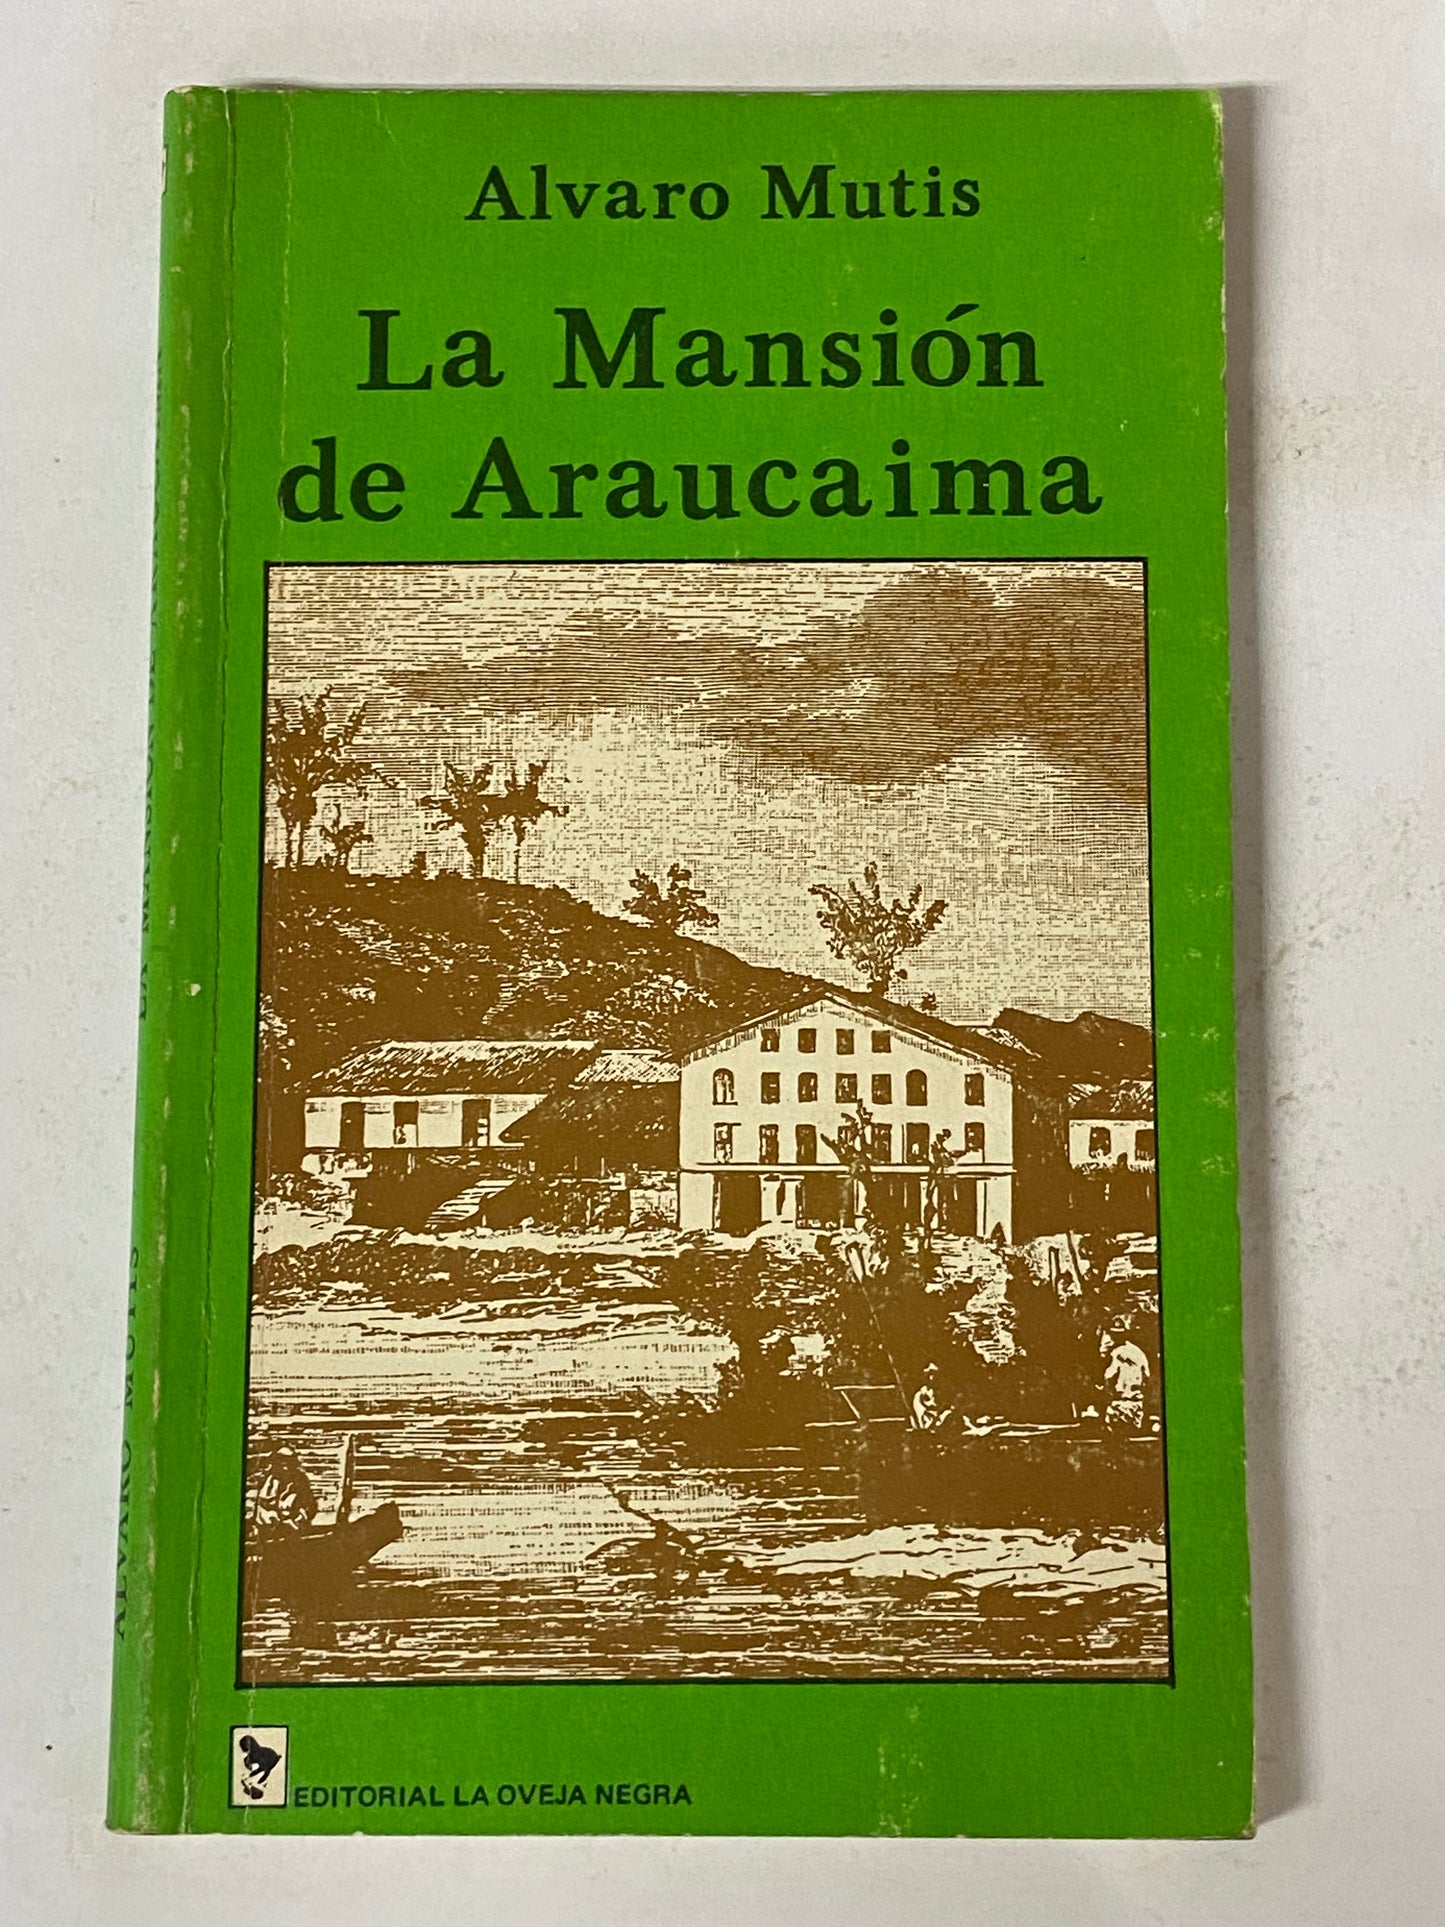 Alvaro Mutis
La Mansión
de Araucaima
EDITORIAL LA OVEJA NEGRA
ALVARO MUTIS